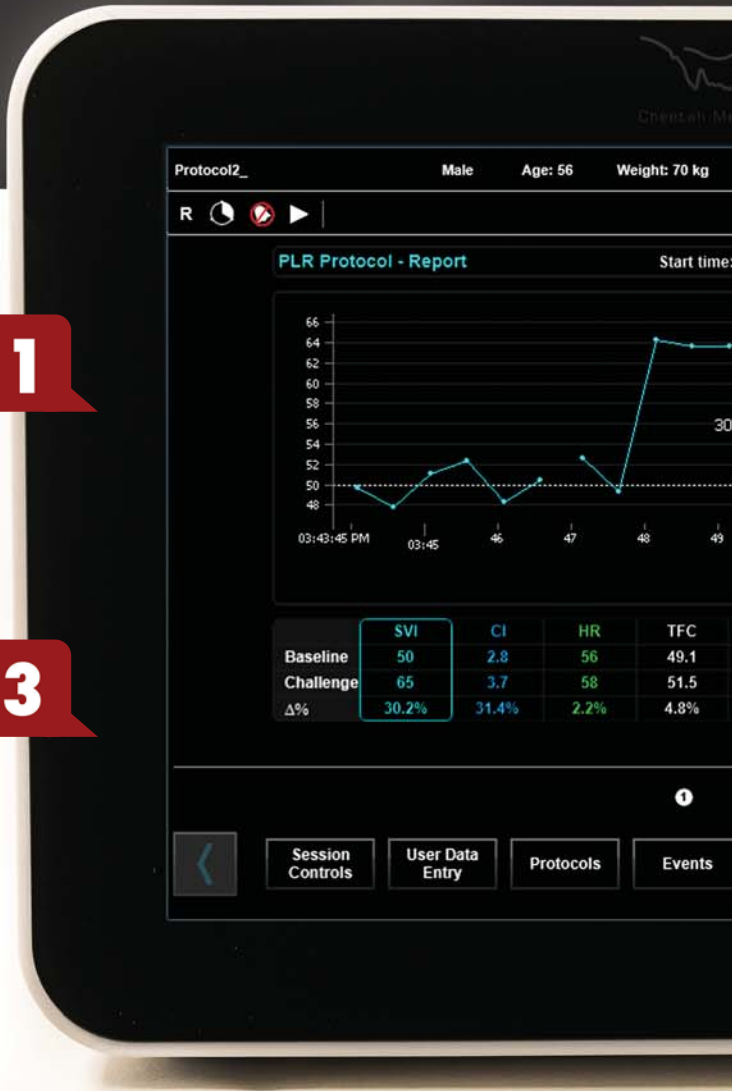 Cheetah Me
Protocol2_ Male Age: 56 Weight: 70 kg
R
PLR Protocol - Report Start time:
1
66
64
62
60
58
56
30
54
52
50
48
03:43:45 PM 03:45 46 47 48 49
SVI CI HR TFC
Baseline 50 2.8 56 49.1
3
Challenge 65 3.7 58 51.5
Δ% 30.2% 31.4% 2.2% 4.8%
1
Session Controls User Data Entry Protocols Events